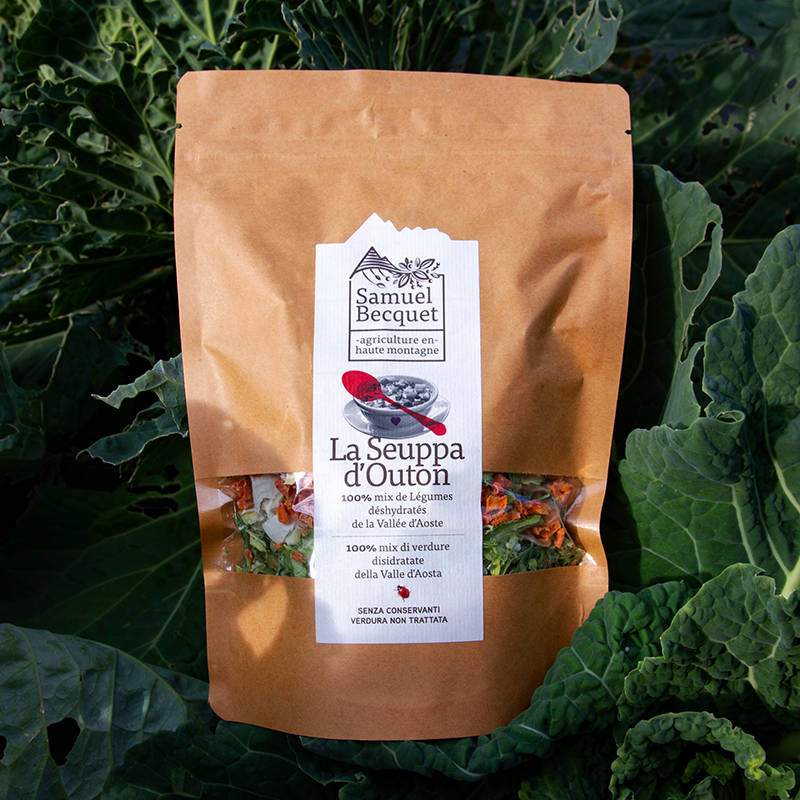 Samuel
Becquet
-agriculture en-
haute montagne
La Seuppa
d'Outon
100% mix de Légumes
déshydratés
de la Vallée d'Aoste
100% mix di verdure
disidratate
della Valle d'Aosta
SENZA CONSERVANTI
VERDURA NON TRATTATA